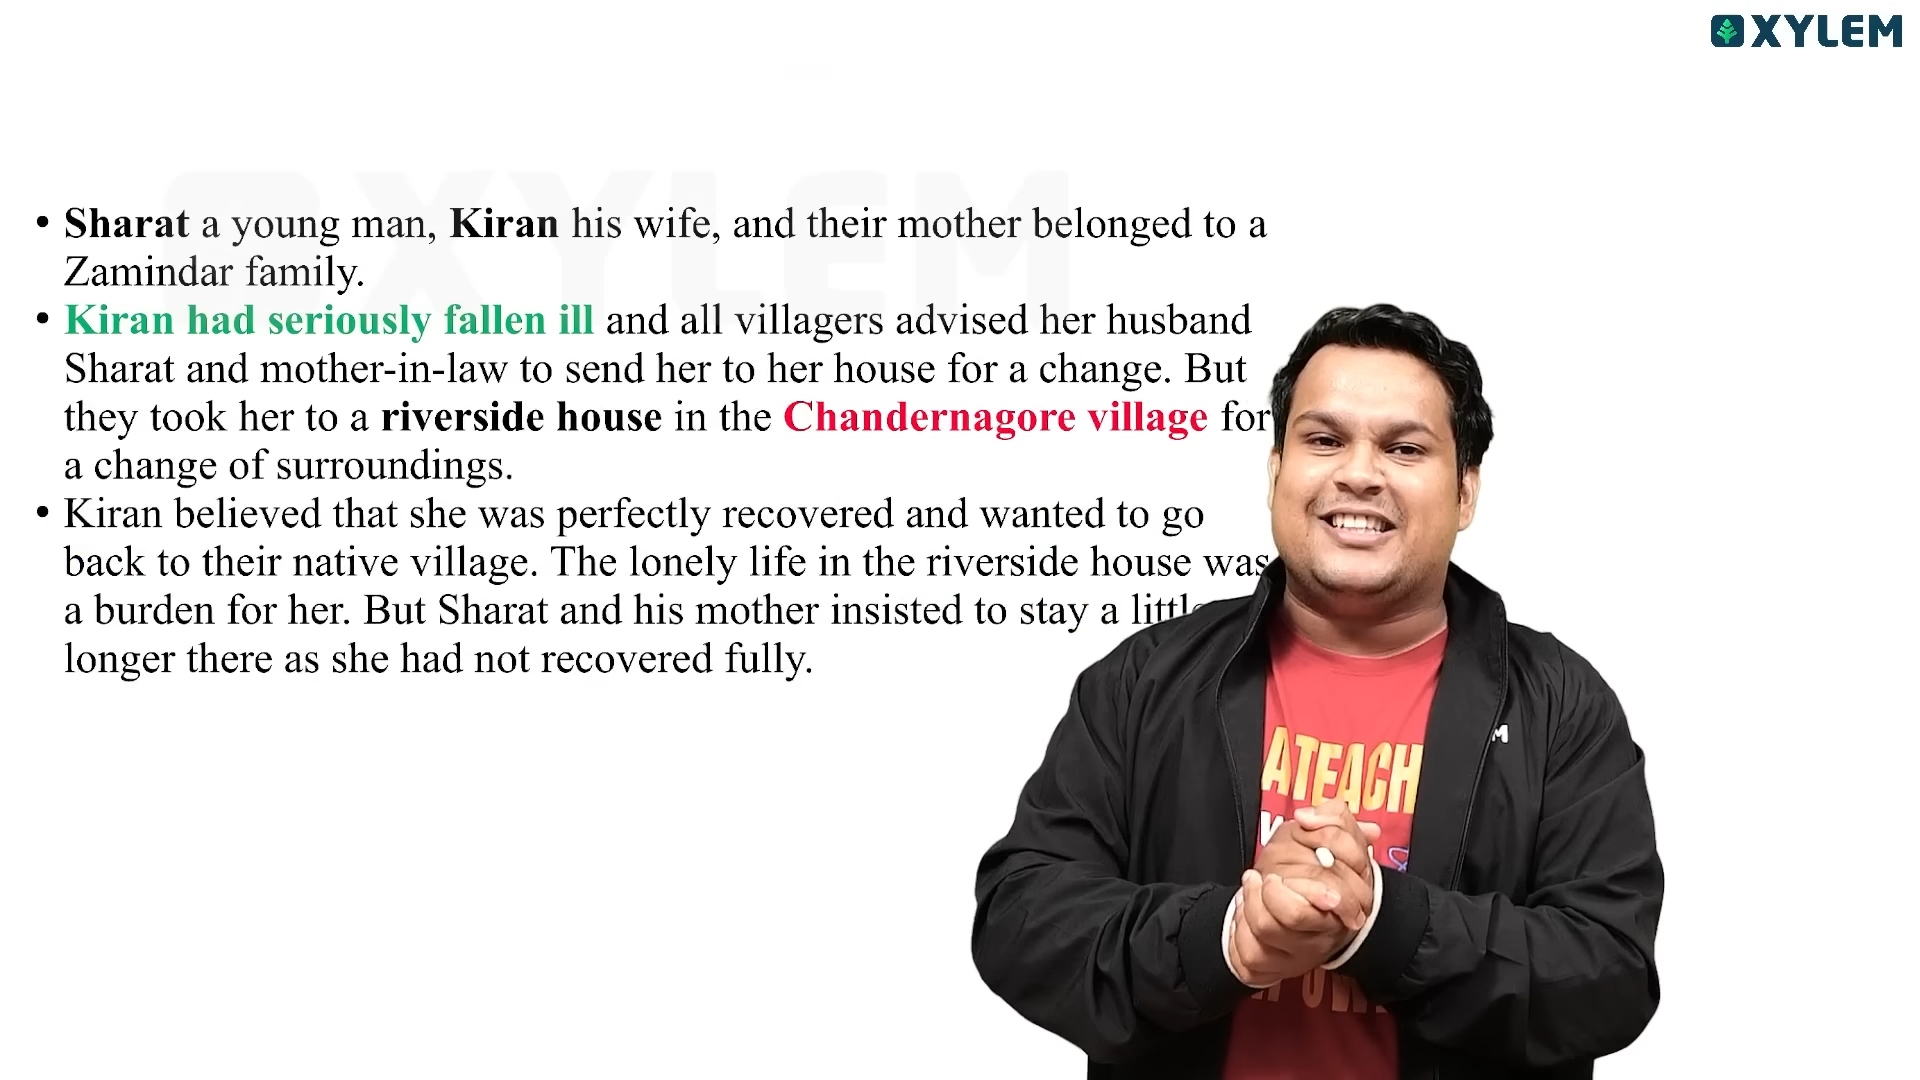 XYLEM
XYLEM
• Sharat a young man, Kiran his wife, and their mother belonged to a
Zamindar family.
• Kiran had seriously fallen ill and all villagers advised her husband
Sharat and mother-in-law to send her to her house for a change. But
they took her to a riverside house in the Chandernagore village for
a change of surroundings.
• Kiran believed that she was perfectly recovered and wanted to go
back to their native village. The lonely life in the riverside house was
a burden for her. But Sharat and his mother insisted to stay a
longer there as she had not recovered fully.
M
ATEACH